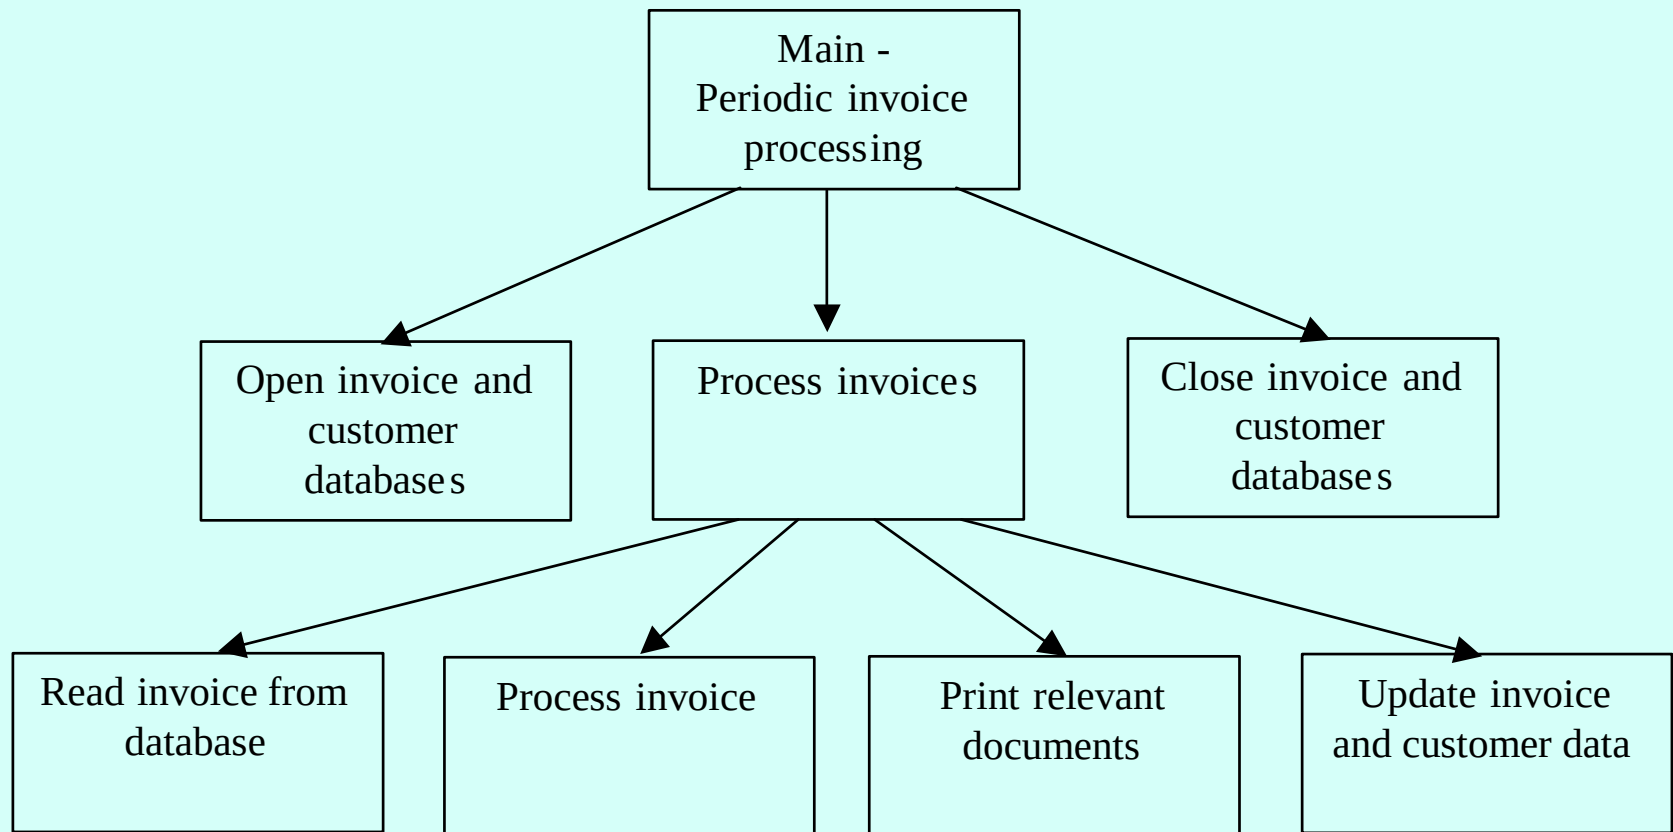 Main -
Periodic invoice
processing
Open invoice and
customer
databases
Process invoices
Close invoice and
customer
databases
Read invoice from
database
Process invoice
Print relevant
documents
Update invoice
and customer data